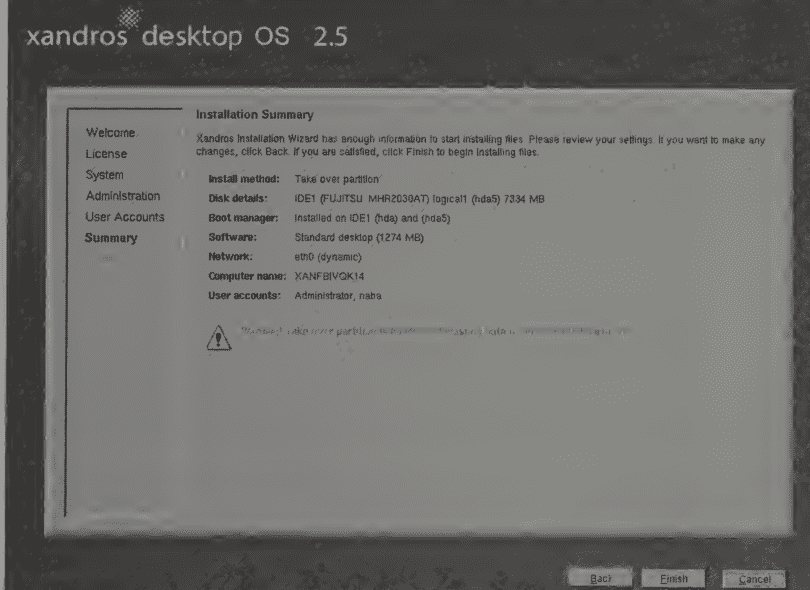 xandros desktop OS 2.5
Installation Summary
Welcome
License
System
Administration
User Accounts
Summary
Xandros Installation Wizard has enough information to start installing files. Please review your settings. If you want to make any
changes, click Back. If you are satisfied, click Finish to begin installing files.
Install method: Take over partition
Disk details: IDE1 (FUJITSU MHR2030AT) logical1 (hda5) 7334 MB
Boot manager: Installed on IDE1 (hda) and (hda5)
Software: Standard desktop (1274 MB)
Network: eth0 (dynamic)
Computer name: XANFBIVQK14
User accounts: Administrator, naba
take over partition
Back
Finish
Cancel